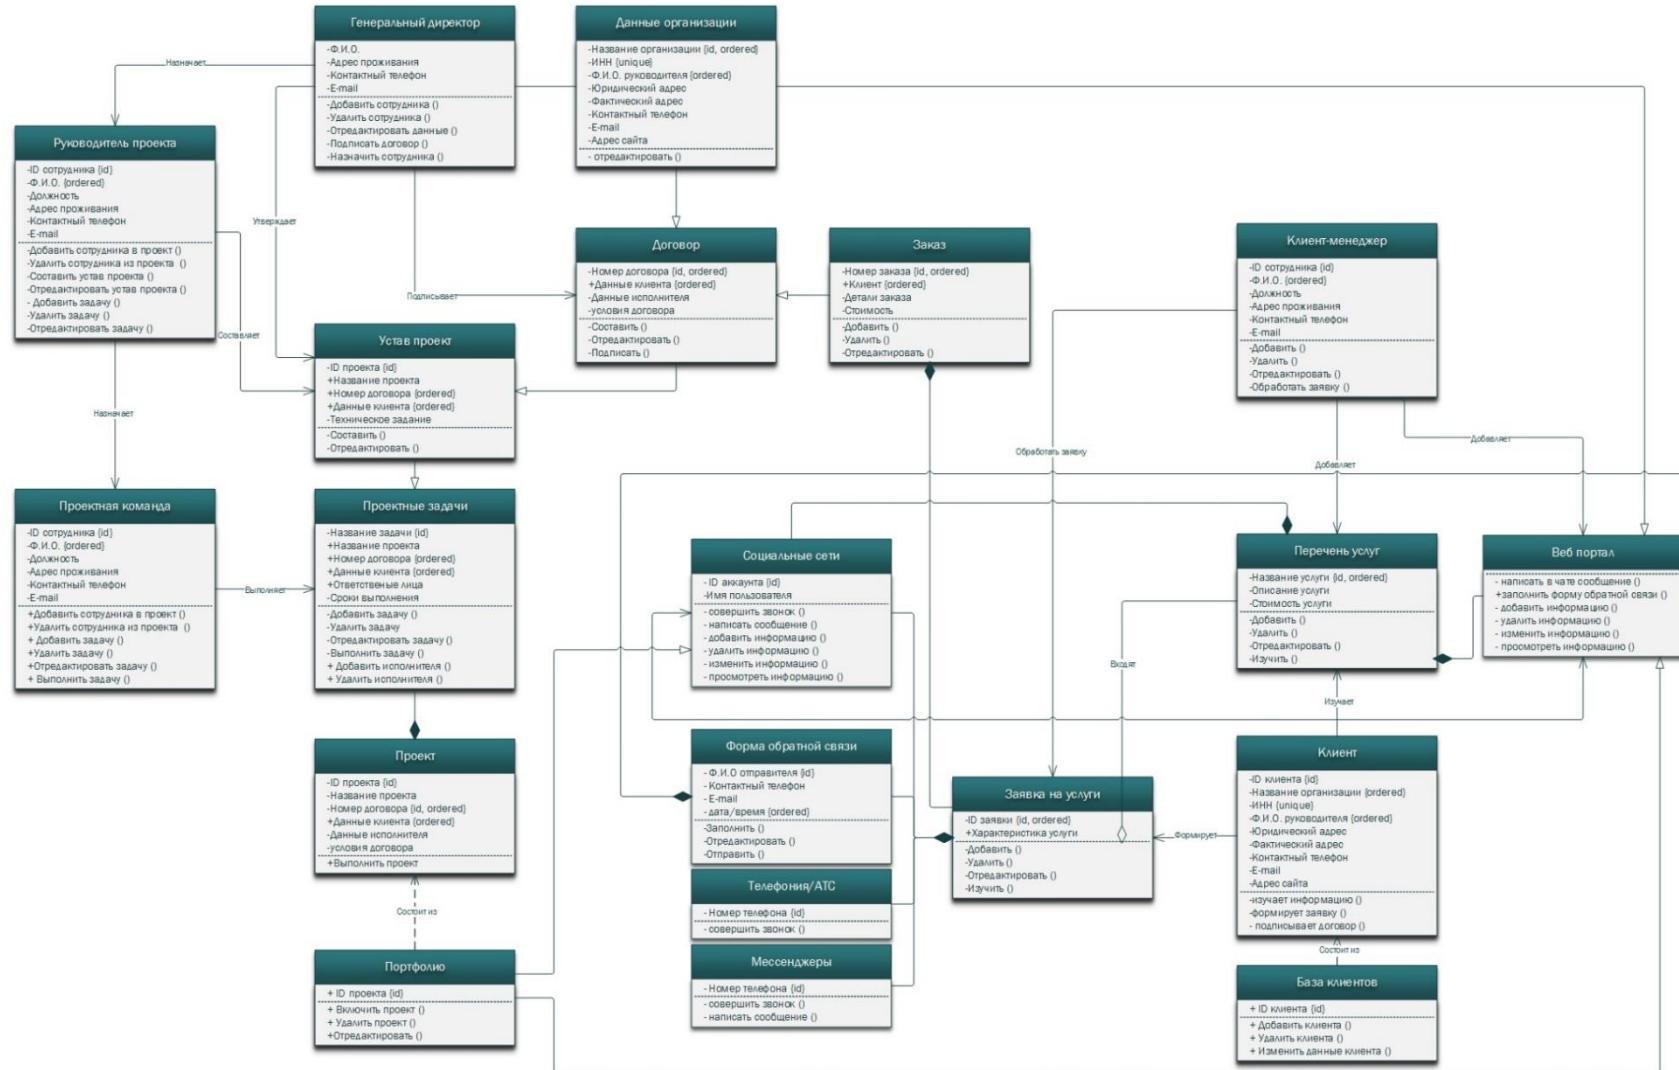 Генеральный директор
-Ф.И.О.
-Адрес проживания
-Контактный телефон
-E-mail
-Добавить сотрудника ()
-Удалить сотрудника ()
-Отредактировать данные ()
-Подписать договор ()
-Назначить сотрудника ()
Данные организации
-Название организации {id, ordered}
-ИНН {unique}
-Ф.И.О. руководителя {ordered}
-Юридический адрес
-Фактический адрес
-Контактный телефон
-E-mail
-Адрес сайта
- отредактировать ()
Назначает
Руководитель проекта
-ID сотрудника {id}
-Ф.И.О. {ordered}
-Должность
-Адрес проживания
-Контактный телефон
-E-mail
-Добавить сотрудника в проект ()
-Удалить сотрудника из проекта ()
-Составить устав проекта ()
-Отредактировать устав проекта ()
- Добавить задачу ()
-Удалить задачу ()
-Отредактировать задачу ()
Утверждает
Подписывает
Составляет
Назначает
Договор
-Номер договора {id, ordered}
+Данные клиента {ordered}
-Данные исполнителя
-условия договора
-Составить ()
-Отредактировать ()
-Подписать ()
Заказ
-Номер заказа {id, ordered}
+Клиент {ordered}
-Детали заказа
-Стоимость
-Добавить ()
-Удалить ()
-Отредактировать ()
Клиент-менеджер
-ID сотрудника {id}
-Ф.И.О. {ordered}
-Должность
-Адрес проживания
-Контактный телефон
-E-mail
-Добавить ()
-Удалить ()
-Отредактировать ()
-Обработать заявку ()
Устав проект
-ID проекта {id}
+Название проекта
+Номер договора {ordered}
+Данные клиента {ordered}
-Техническое задание
-Составить ()
-Отредактировать ()
Обработать заявку
Добавляет
Добавляет
Проектная команда
-ID сотрудника {id}
-Ф.И.О. {ordered}
-Должность
-Адрес проживания
-Контактный телефон
-E-mail
+Добавить сотрудника в проект ()
+Удалить сотрудника из проекта ()
+ Добавить задачу ()
+Удалить задачу ()
+Отредактировать задачу ()
+ Выполнить задачу ()
Выполняет
Проектные задачи
-Название задачи {id}
+Название проекта
+Номер договора {ordered}
+Данные клиента {ordered}
+Ответственые лица
-Сроки выполнения
-Добавить задачу ()
-Удалить задачу
-Отредактировать задачу ()
-Выполнить задачу ()
+ Добавить исполнителя ()
+ Удалить исполнителя ()
Социальные сети
- ID аккаунта {id}
-Имя пользователя
- совершить звонок ()
- написать сообщение ()
- добавить информацию ()
- удалить информацию ()
- изменить информацию ()
- просмотреть информацию ()
Перечень услуг
-Название услуги {id, ordered}
-Описание услуги
-Стоимость услуги
-Добавить ()
-Удалить ()
-Отредактировать ()
-Изучить ()
Веб портал
- написать в чате сообщение ()
+заполнить форму обратной связи ()
- добавить информацию ()
- удалить информацию ()
- изменить информацию ()
- просмотреть информацию ()
Входят
Изучает
Проект
-ID проекта {id}
-Название проекта
-Номер договора {id, ordered}
+Данные клиента {ordered}
-Данные исполнителя
-условия договора
+Выполнить проект
Форма обратной связи
- Ф.И.О отправителя {id}
- Контактный телефон
- E-mail
- дата/время {ordered}
-Заполнить ()
-Отредактировать ()
-Отправить ()
Заявка на услуги
-ID заявки {id, ordered}
+Характеристика услуги
-Добавить ()
-Удалить ()
-Отредактировать ()
-Изучить ()
Формирует
Клиент
-ID клиента {id}
-Название организации {ordered}
-ИНН {unique}
-Ф.И.О. руководителя {ordered}
-Юридический адрес
-Фактический адрес
-Контактный телефон
-E-mail
-Адрес сайта
-изучает информацию ()
-формирует заявку ()
- подписывает договор ()
Телефония/АТС
- Номер телефона {id}
- совершить звонок ()
Состоит из
Состоит из
Портфолио
+ ID проекта {id}
+ Включить проект ()
+ Удалить проект ()
+Отредактировать ()
Мессенджеры
- Номер телефона {id}
- совершить звонок ()
- написать сообщение ()
База клиентов
+ ID клиента {id}
+ Добавить клиента ()
+ Удалить клиента ()
+ Изменить данные клиента ()